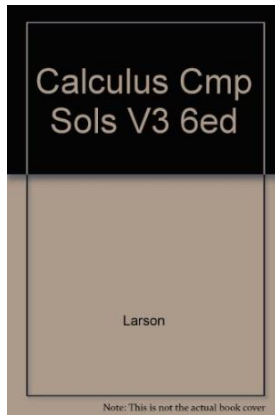 Calculus Cmp
Sols V3 6ed
Larson
Note: This is not the actual book cover